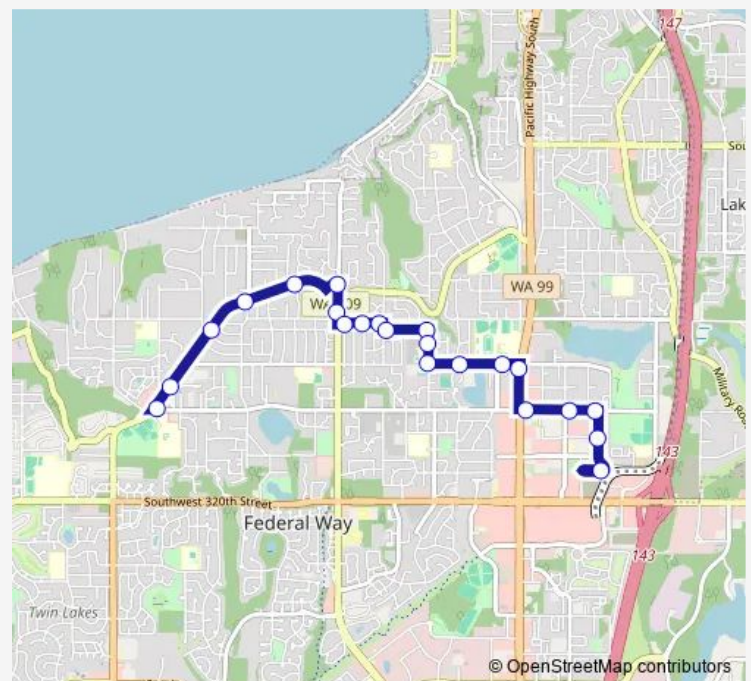 147
Pacific Highway South
Sou
Lak
WA 99
WA 509
Military Ro
143
Southwest 320th Street
Federal Way
143
Twin Lakes
© OpenStreetMap contributors